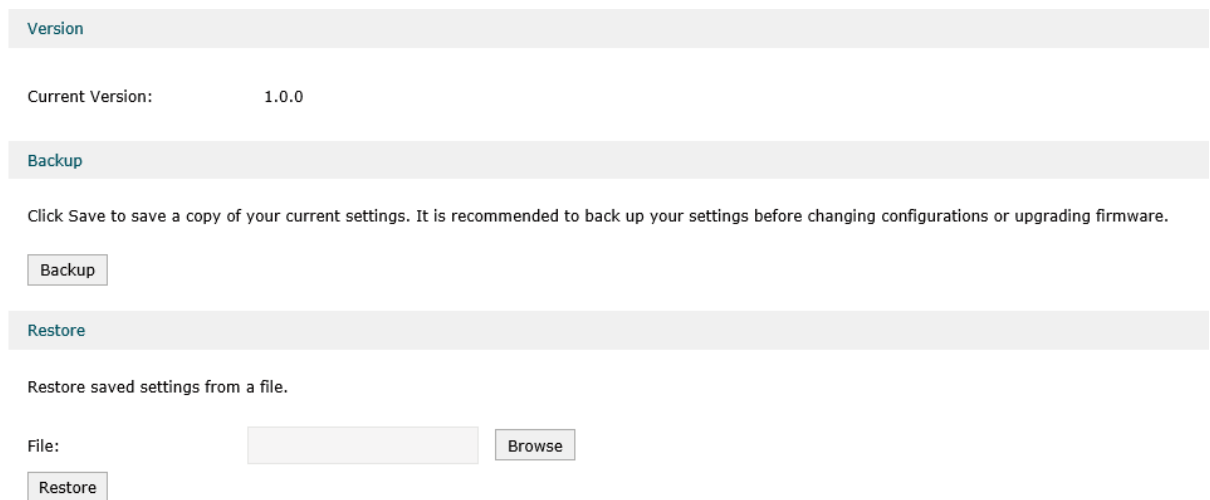 Version
Current Version: 1.0.0
Backup
Click Save to save a copy of your current settings. It is recommended to back up your settings before changing configurations or upgrading firmware.
Backup
Restore
Restore saved settings from a file.
File: Browse
Restore